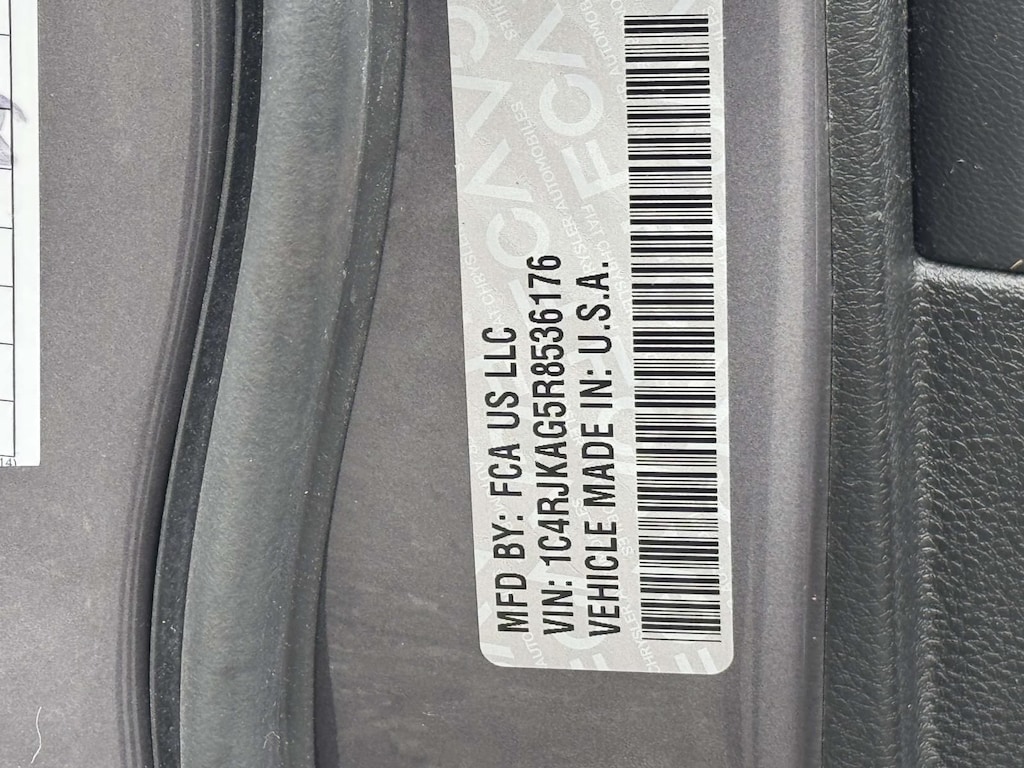 MFD BY: FCA US LLC
VIN: 1C4RJKAG5R8536176
VEHICLE MADE IN: U.S.A.